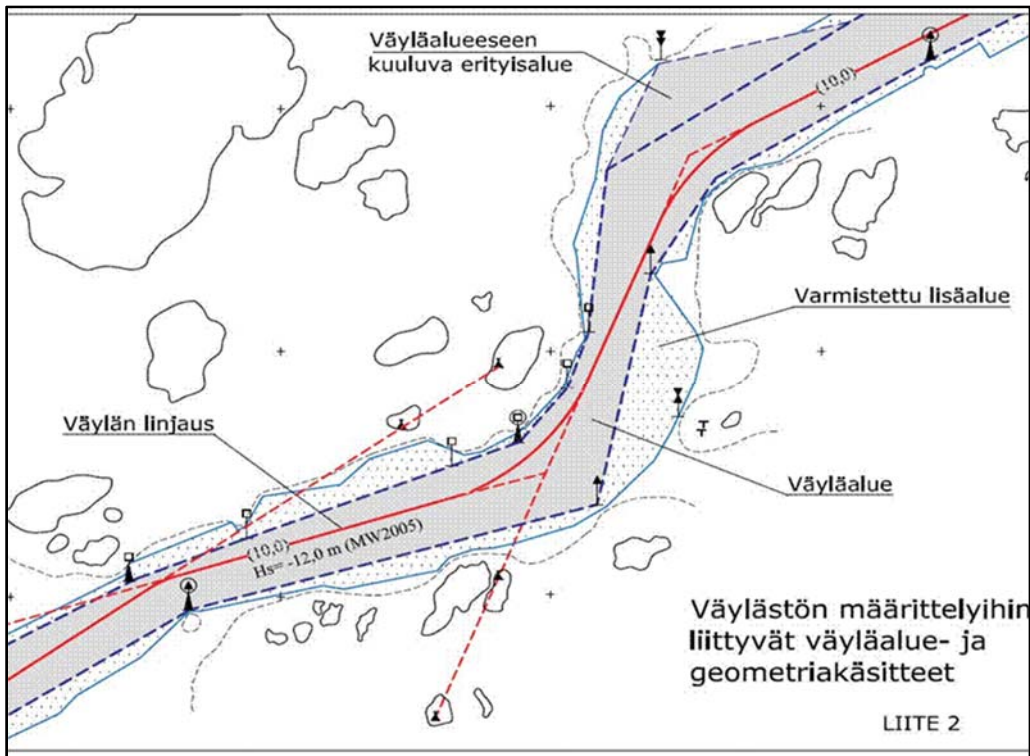 Väyläalueeseen
kuuluva erityisalue
(10,0)
Varmistettu lisäalue
Väylän linjaus
Väyläalue
(10,0)
Hs= -12,0 m (MW2005)
Väylästön määrittelyihin
liittyvät väyläalue- ja
geometriakäsitteet
LIITE 2